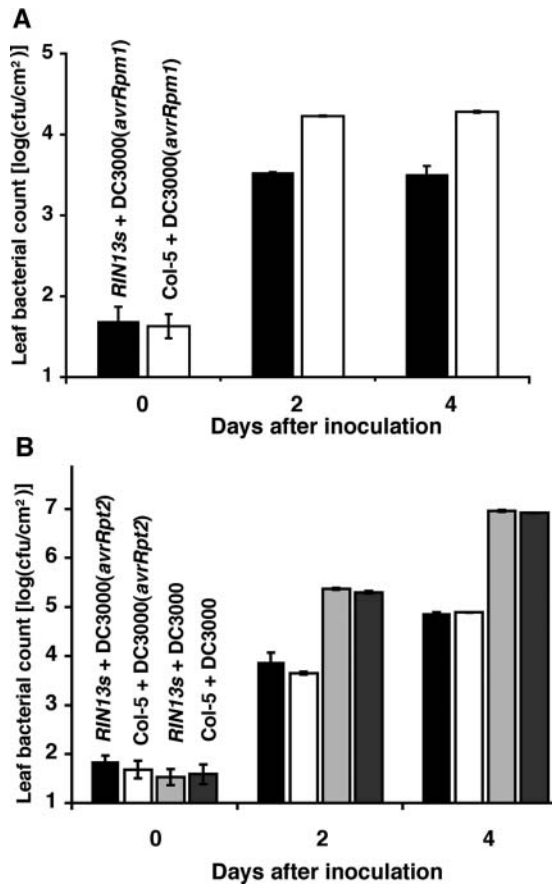 A
Leaf bacterial count [log(cfu/cm²)]
5
4
3
2
1
RIN13s + DC3000(avrRpm1)
Col-5 + DC3000(avrRpm1)
0 2 4
Days after inoculation
B
Leaf bacterial count [log(cfu/cm²)]
7
6
5
4
3
2
1
RIN13s + DC3000(avrRpt2)
Col-5 + DC3000(avrRpt2)
RIN13s + DC3000
Col-5 + DC3000
0 2 4
Days after inoculation